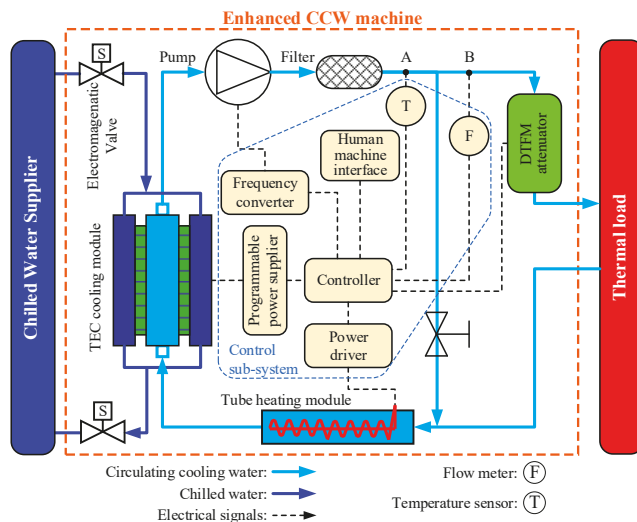 Enhanced CCW machine
S
Pump
Filter
A
B
T
F
Electromagenatic
Valve
DTFM
attenuator
Human
machine
interface
Frequency
converter
Chilled Water Supplier
TEC cooling module
Programmable
power supplier
Controller
Thermal load
Power
driver
Control
sub-system
S
Tube heating module
Circulating cooling water:
Flow meter: F
Chilled water:
Temperature sensor: T
Electrical signals: